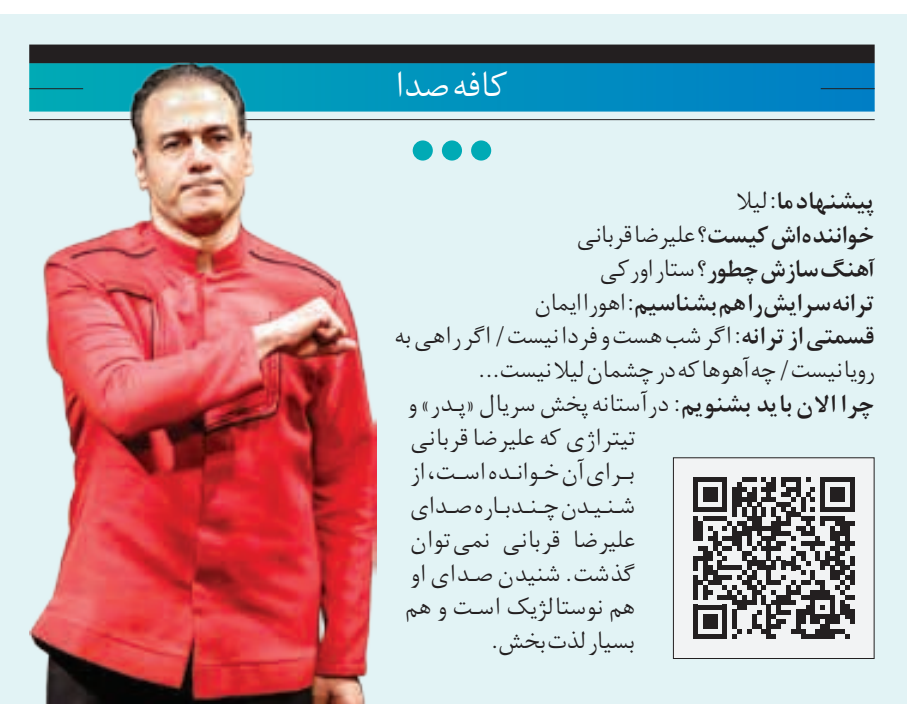 کافه صدا
پیشنهاد ما: لیلا
خواننده‌اش کیست؟ علیرضا قربانی
آهنگ‌سازش چطور؟ ستار اورکی
ترانه‌سرایش را هم بشناسیم: اهورا ایمان
قسمتی از ترانه: اگر شب هست و فردا نیست / اگر راهی به
رویا نیست / چه آهوها که در چشمان لیلا نیست...
چرا الان باید بشنویم: در آستانه پخش سریال «پدر» و
تیتراژی که علیرضا قربانی
برای آن خوانده است، از
شنیدن چندباره صدای
علیرضا قربانی نمی‌توان
گذشت. شنیدن صدای او
هم نوستالژیک است و هم
بسیار لذت‌بخش.